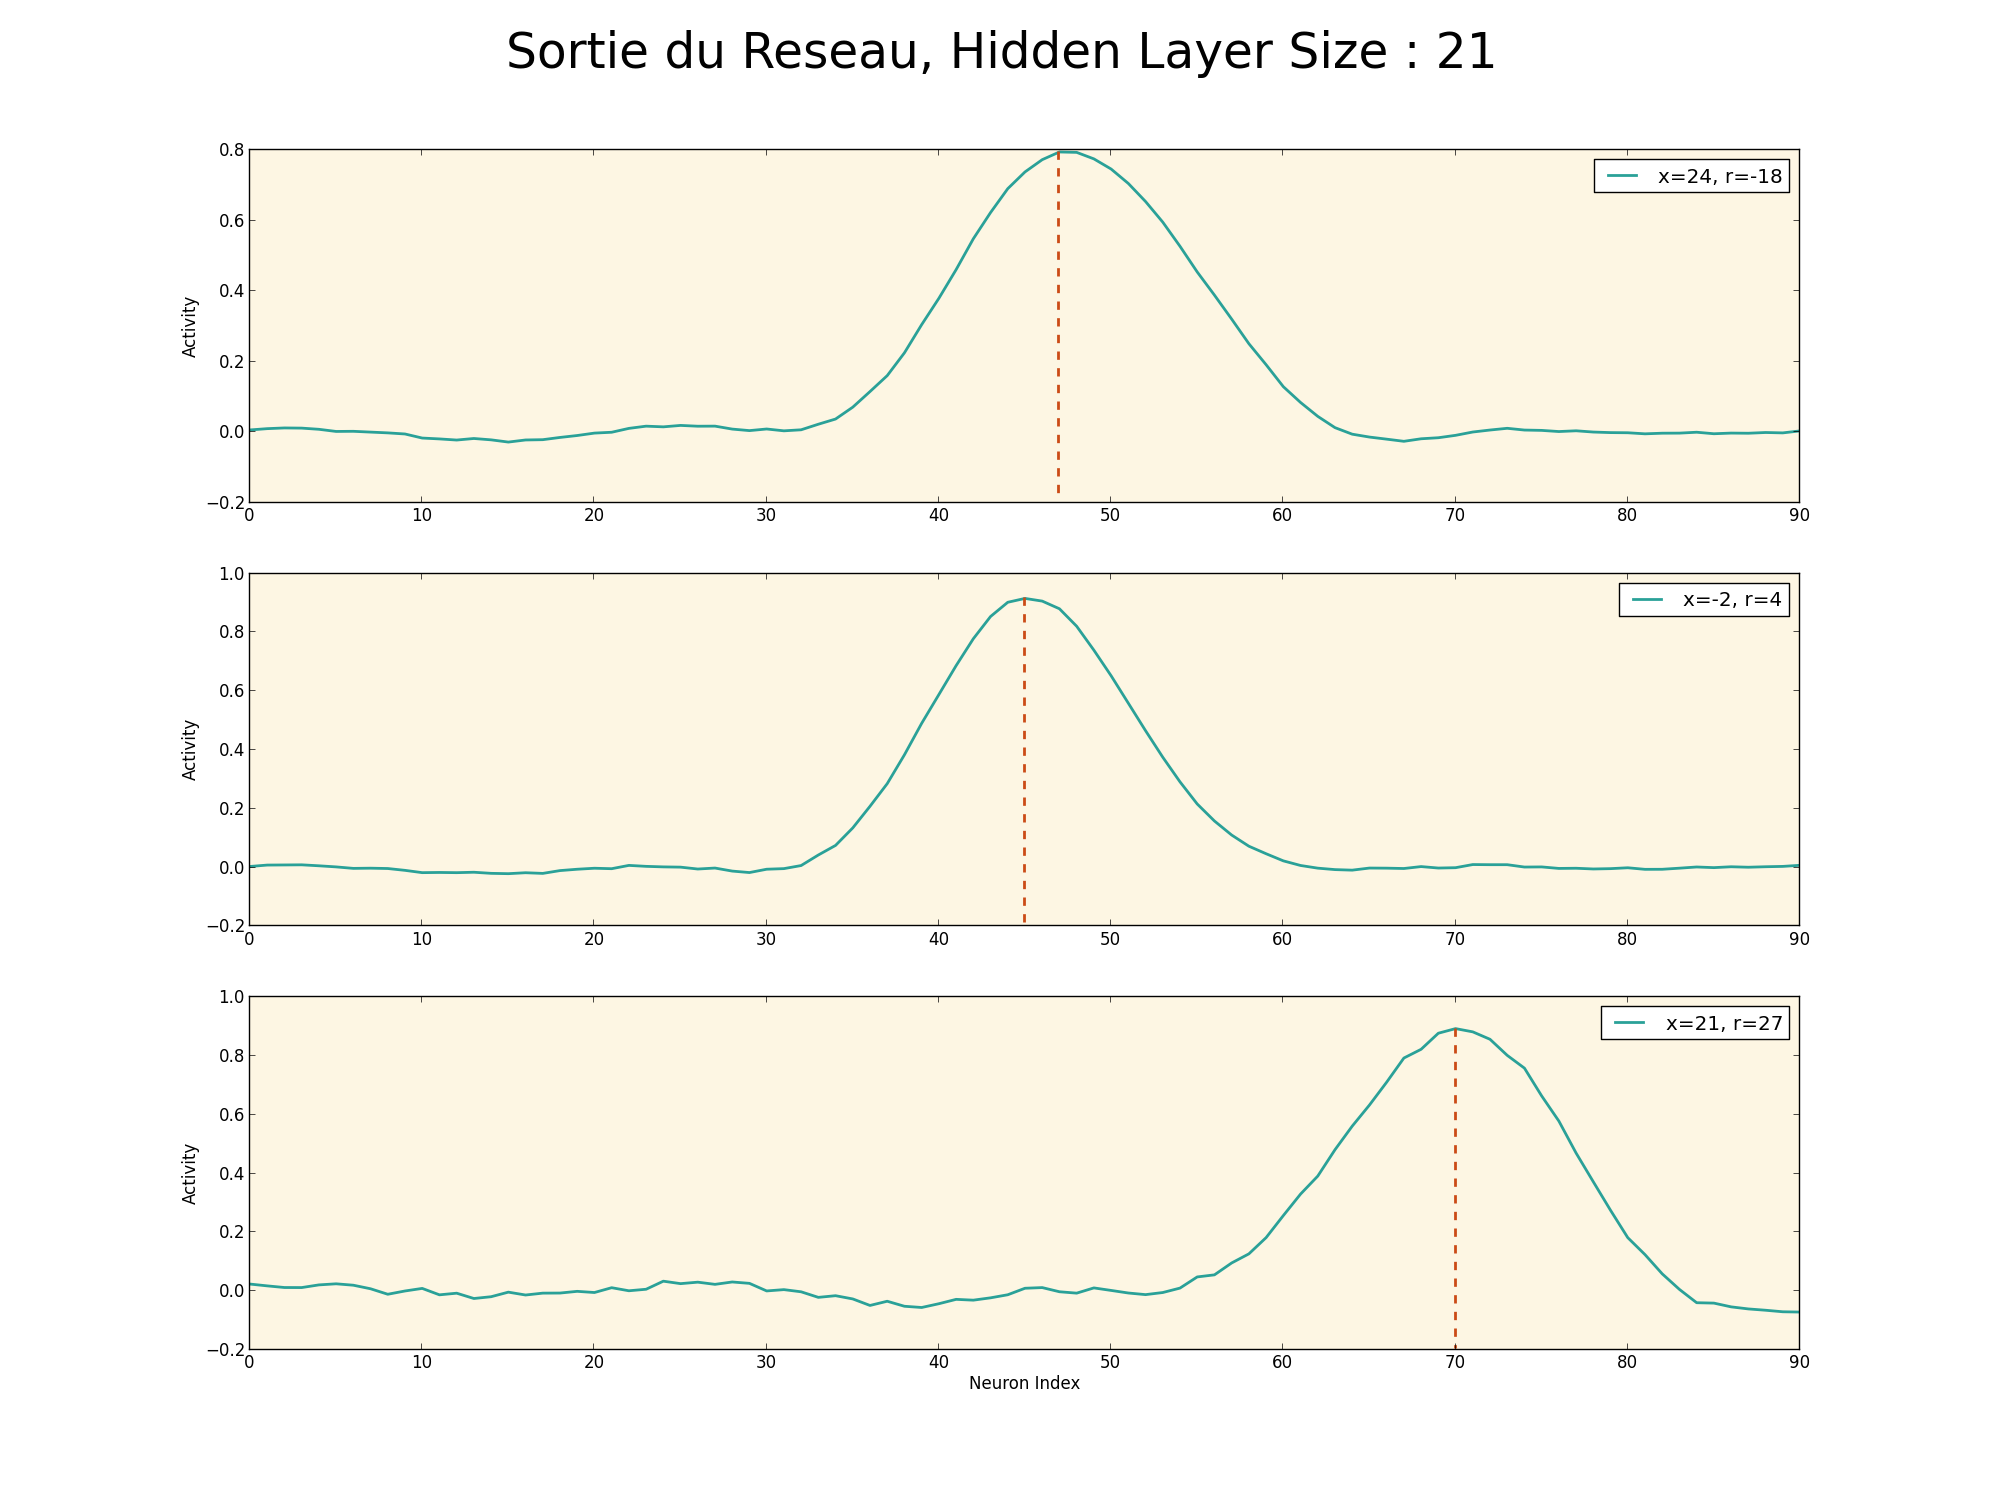 Sortie du Reseau, Hidden Layer Size : 21
0.8
0.6
0.4
0.2
0.0
−0.2
Activity
x=24, r=-18
0 10 20 30 40 50 60 70 80 90
1.0
0.8
0.6
0.4
0.2
0.0
−0.2
Activity
x=-2, r=4
0 10 20 30 40 50 60 70 80 90
1.0
0.8
0.6
0.4
0.2
0.0
−0.2
Activity
x=21, r=27
0 10 20 30 40 50 60 70 80 90
Neuron Index